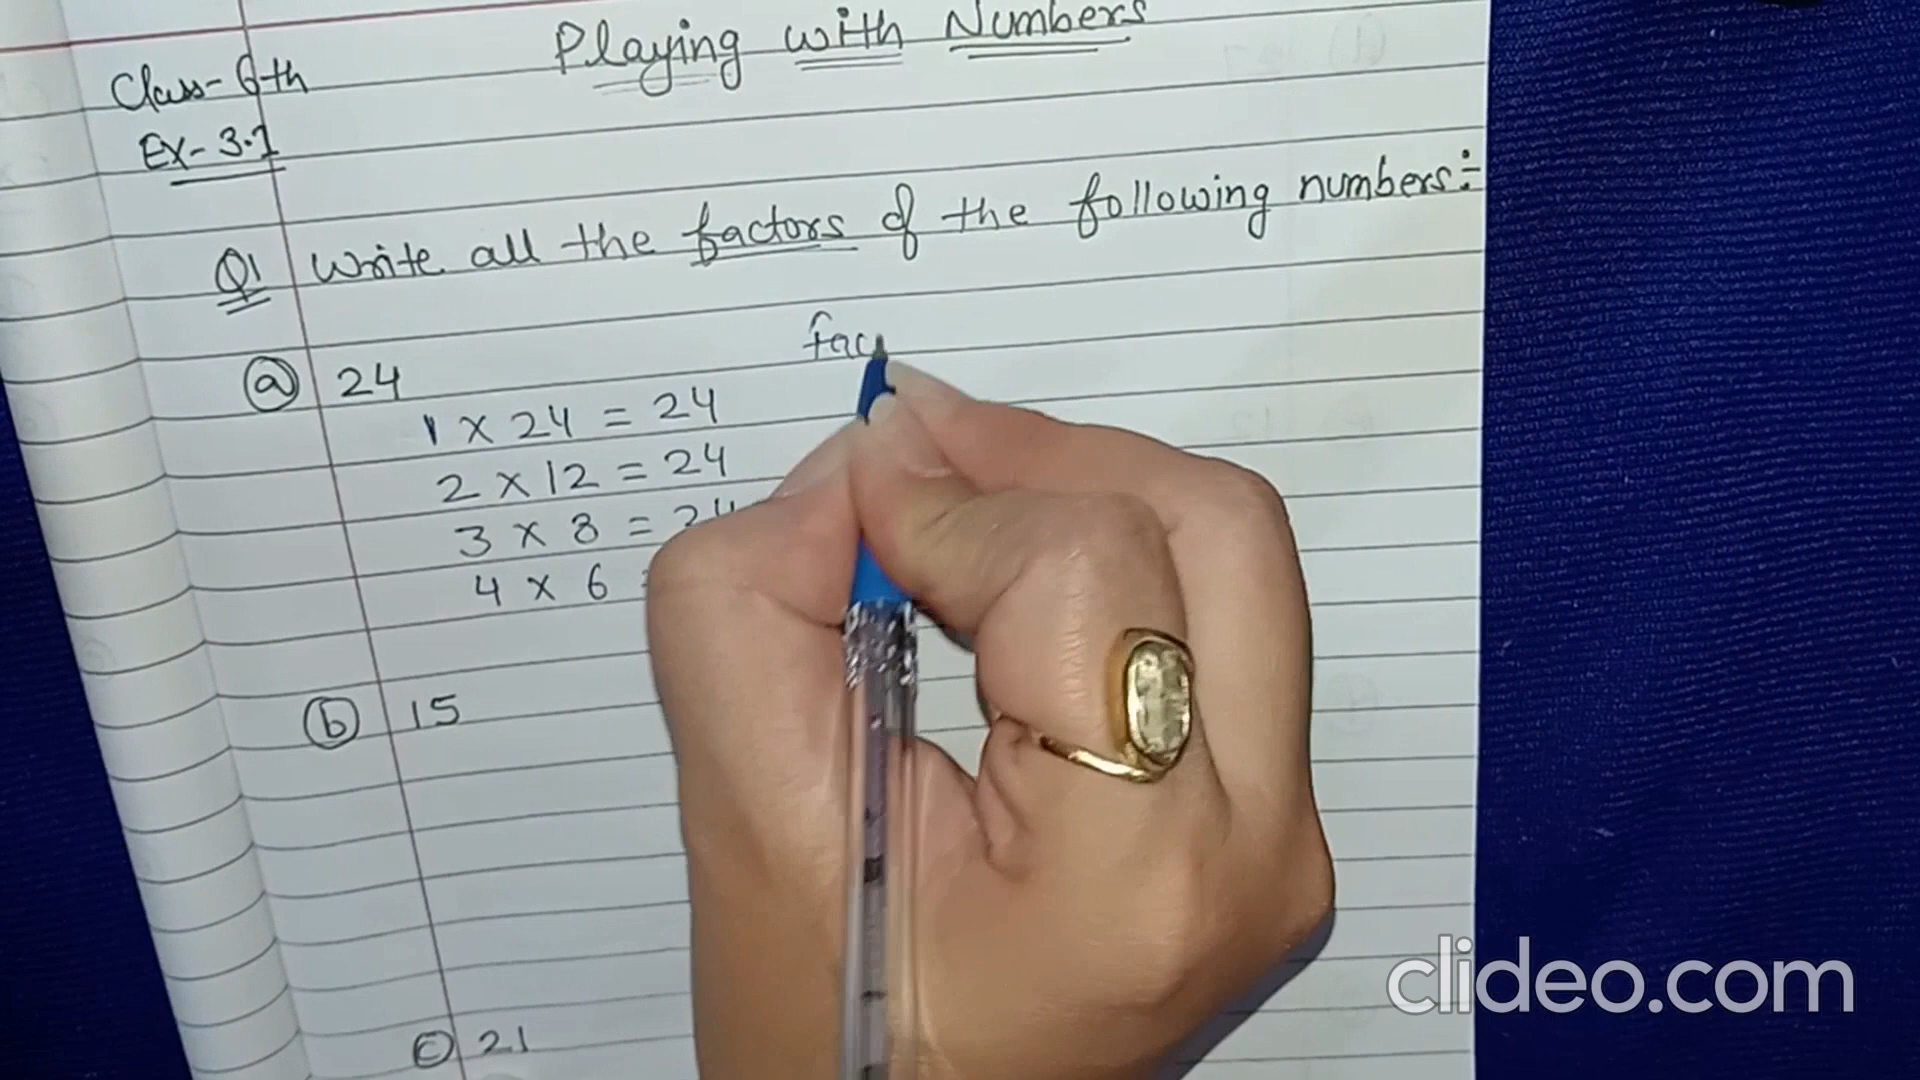 Playing with Numbers
Class-6th
Ex-3.1
Q1 Write all the factors of the following numbers:-
fac
(a) 24
1 x 24 = 24
2 x 12 = 24
3 x 8 = 24
4 x 6 =
(b) 15
(c) 21
clideo.com